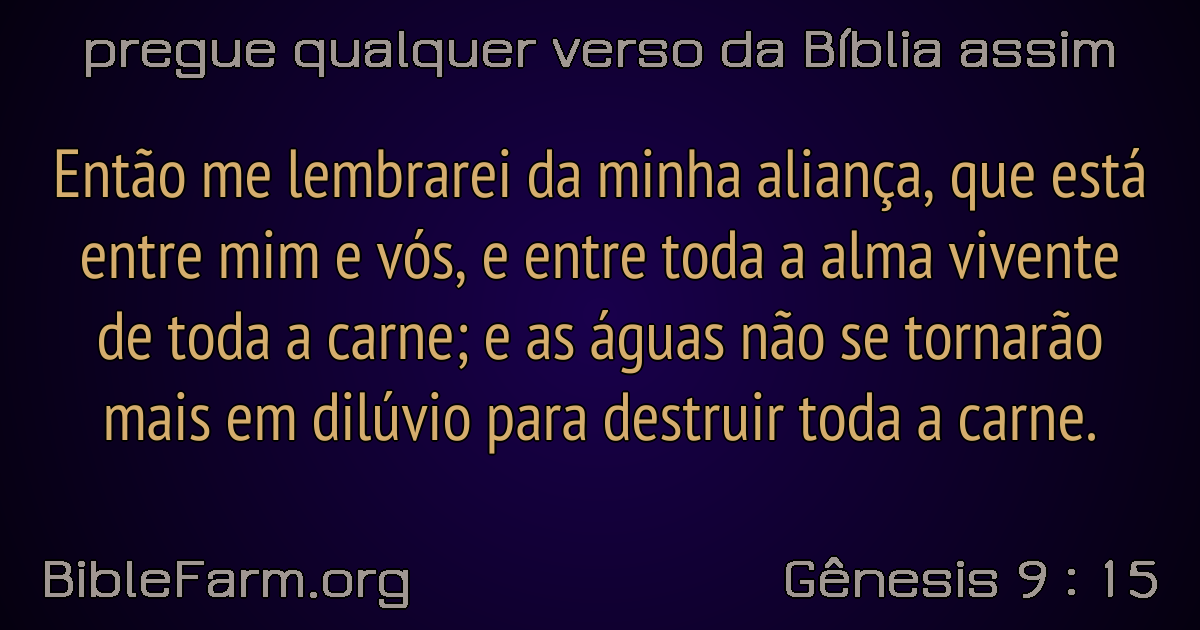 pregue qualquer verso da Bíblia assim
Então me lembrarei da minha aliança, que está
entre mim e vós, e entre toda a alma vivente
de toda a carne; e as águas não se tornarão
mais em dilúvio para destruir toda a carne.
BibleFarm.org
Gênesis 9 : 15